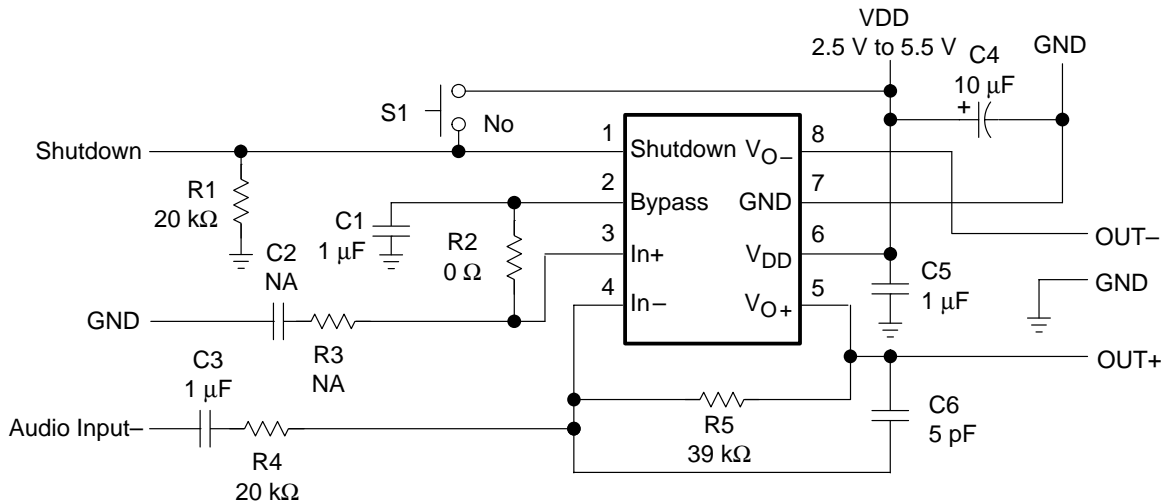 VDD
2.5 V to 5.5 V
GND
C4
10 μF
+
S1
No
Shutdown
R1
20 kΩ
1
Shutdown
2
Bypass
3
In+
4
In−
VO−
8
GND
7
VDD
6
VO+
5
C1
1 μF
R2
0 Ω
C2
NA
GND
R3
NA
C3
1 μF
Audio Input−
R4
20 kΩ
R5
39 kΩ
C5
1 μF
C6
5 pF
OUT−
GND
OUT+